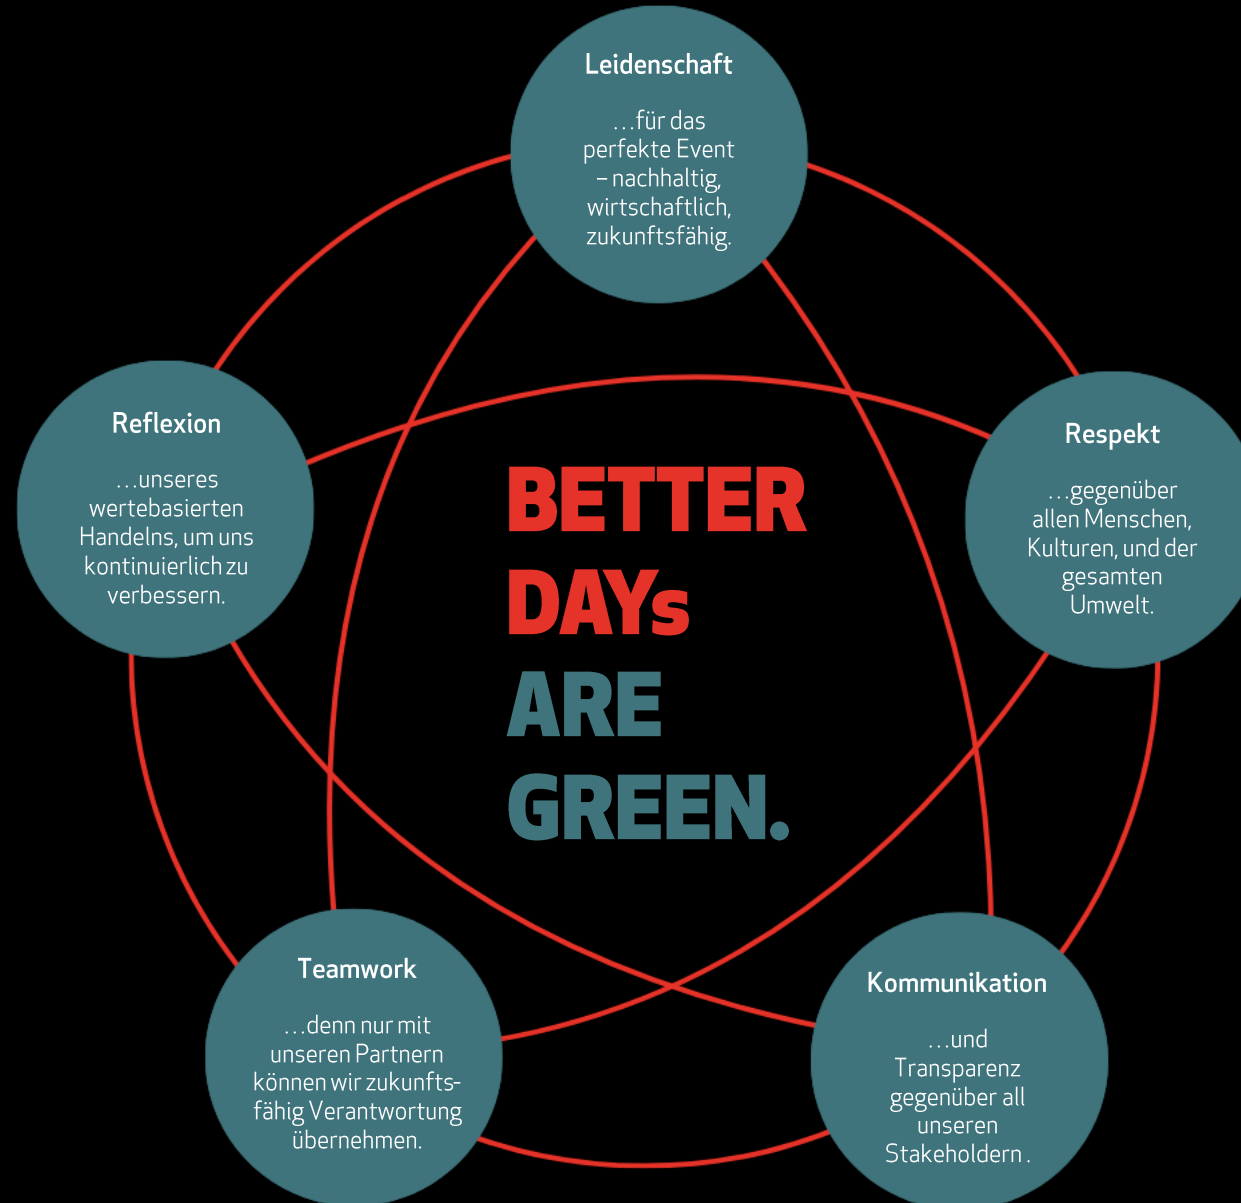 Leidenschaft
…für das
perfekte Event
– nachhaltig,
wirtschaftlich,
zukunftsfähig.
Reflexion
…unseres
wertebasierten
Handelns, um uns
kontinuierlich zu
verbessern.
BETTER
DAYs
ARE
GREEN.
Respekt
…gegenüber
allen Menschen,
Kulturen, und der
gesamten
Umwelt.
Teamwork
…denn nur mit
unseren Partnern
können wir zukunfts-
fähig Verantwortung
übernehmen.
Kommunikation
…und
Transparenz
gegenüber all
unseren
Stakeholdern .